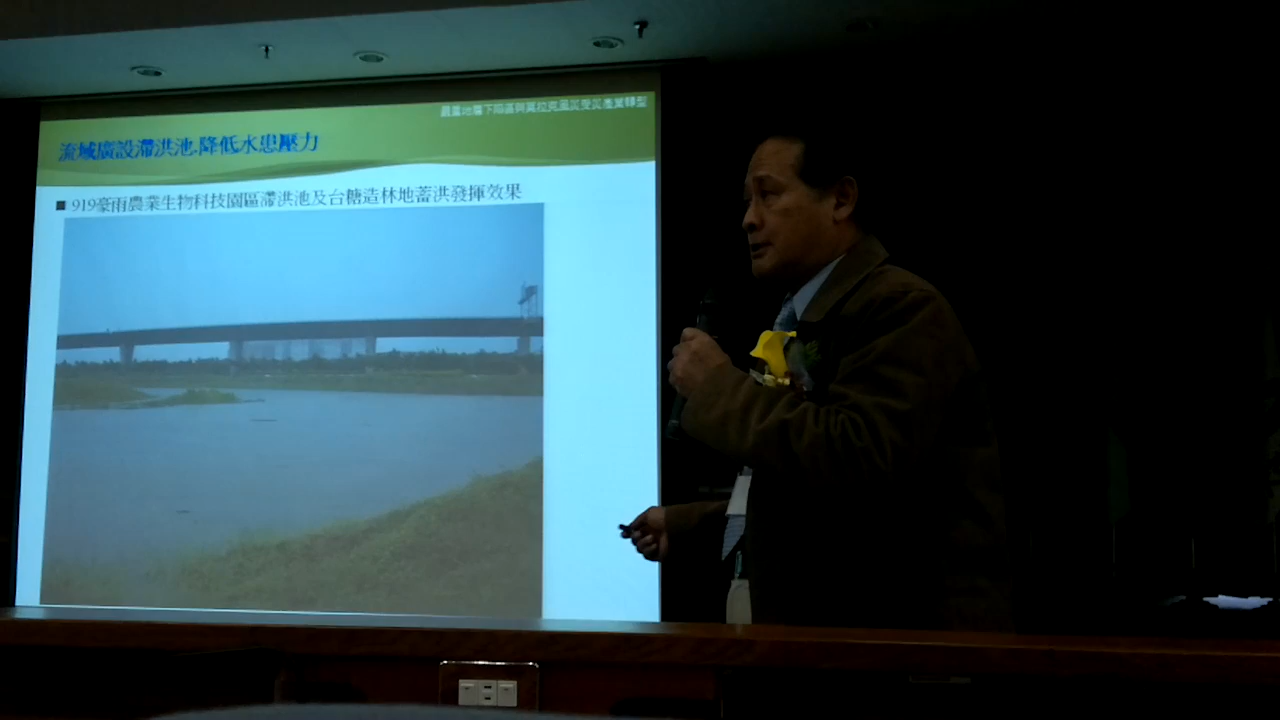 嚴重地層下陷區與莫拉克風災受災產業轉型
流域廣設滯洪池.降低水患壓力
■ 919豪雨農業生物科技園區滯洪池及台糖造林地蓄洪發揮效果